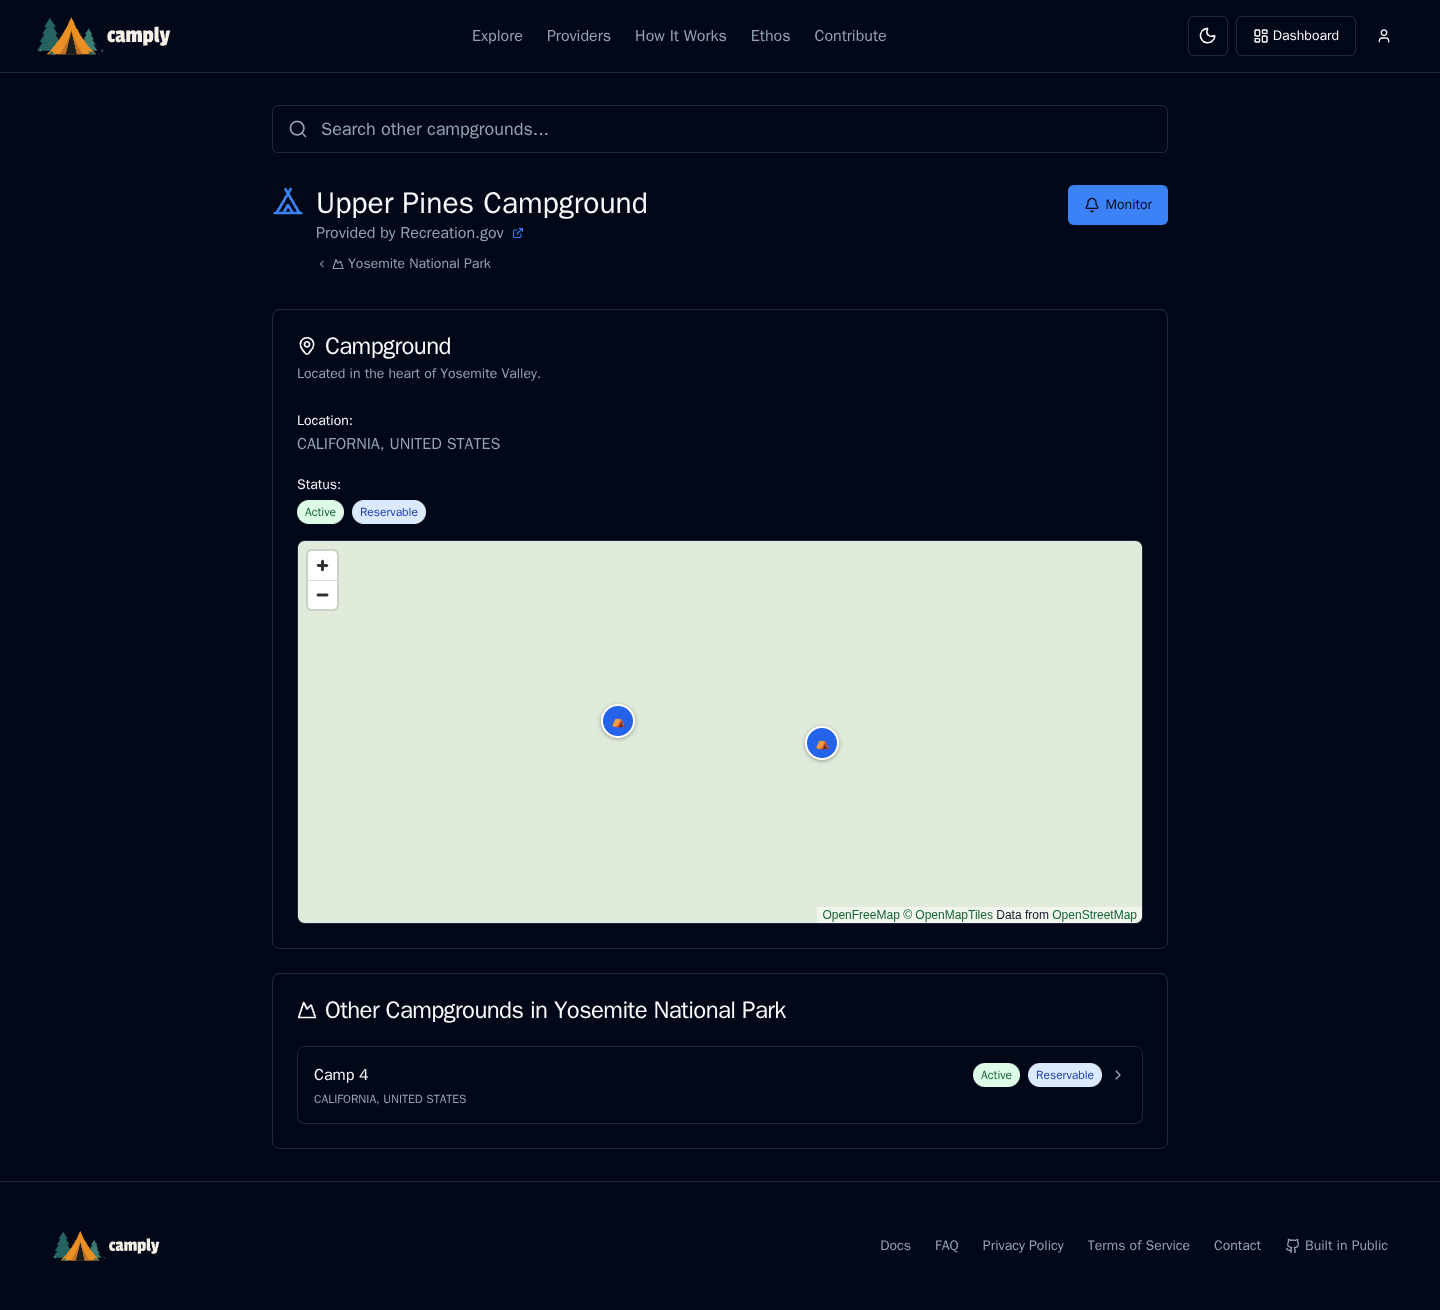 camply
Explore
Providers
How It Works
Ethos
Contribute
Dashboard
Search other campgrounds...
Upper Pines Campground
Monitor
Provided by Recreation.gov
Yosemite National Park
Campground
Located in the heart of Yosemite Valley.
Location:
CALIFORNIA, UNITED STATES
Status:
Active
Reservable
OpenFreeMap © OpenMapTiles Data from OpenStreetMap
Other Campgrounds in Yosemite National Park
Camp 4
Active
Reservable
CALIFORNIA, UNITED STATES
camply
Docs
FAQ
Privacy Policy
Terms of Service
Contact
Built in Public